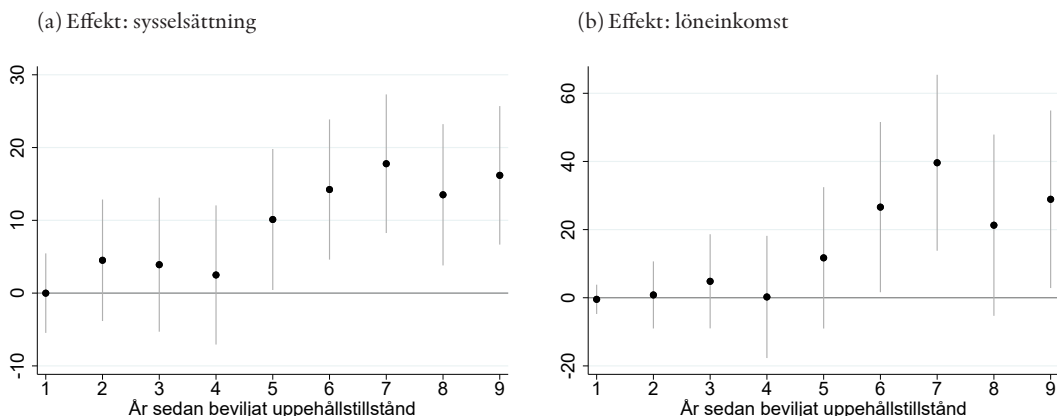 (a) Effekt: sysselsättning
30
20
10
0
-10
1 2 3 4 5 6 7 8 9
År sedan beviljat uppehållstillstånd
(b) Effekt: löneinkomst
60
40
20
0
-20
1 2 3 4 5 6 7 8 9
År sedan beviljat uppehållstillstånd